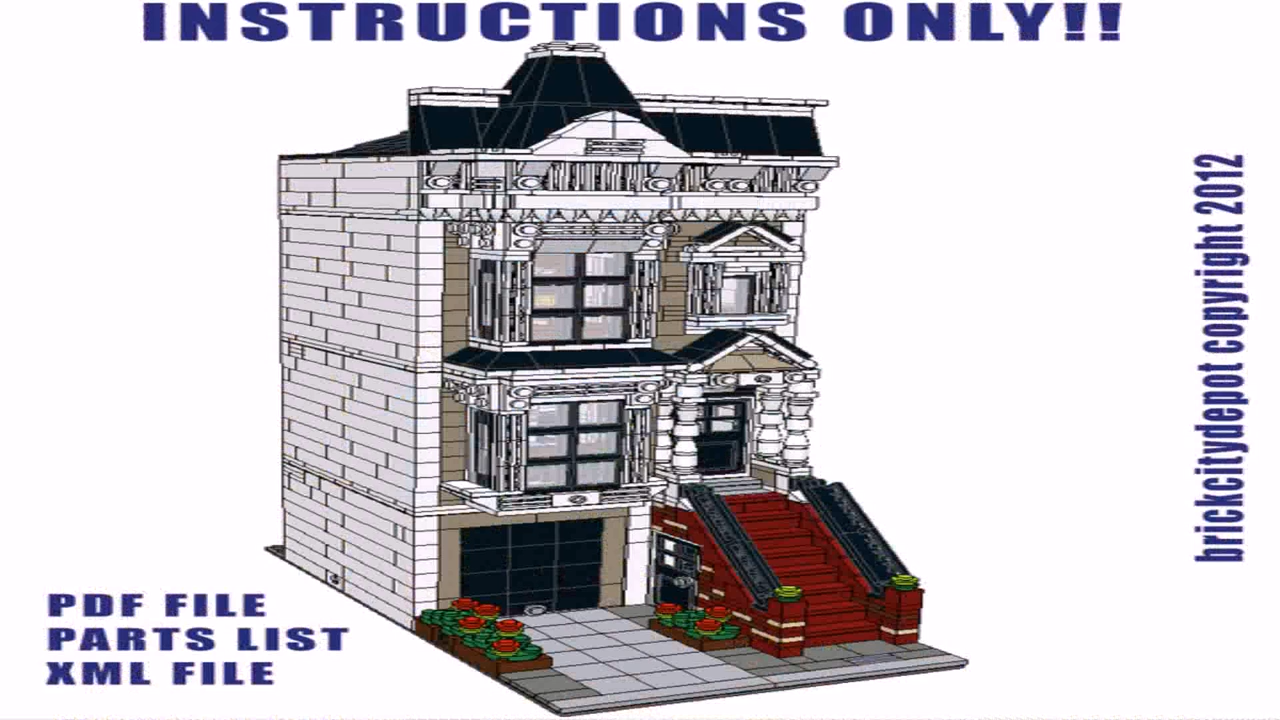 INSTRUCTIONS ONLY!!
brickcitydepot copyright 2012
PDF FILE
PARTS LIST
XML FILE